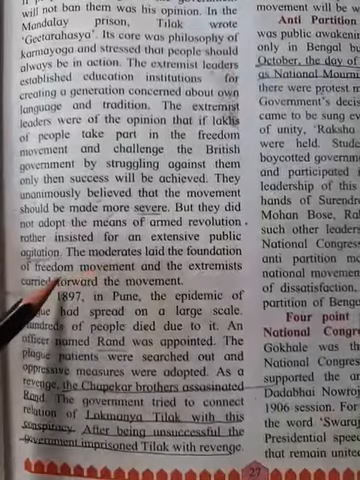 will not ban them was his opinion. In the
Mandalay prison, Tilak wrote
'Geetarahasya'. Its core was philosophy of
karmayoga and stressed that people should
always be in action. The extremist leaders
established education institutions for
creating a generation concerned about own
language and tradition. The extremist
leaders were of the opinion that if lakhs
of people take part in the freedom
movement and challenge the British
government by struggling against them
only then success will be achieved. They
unanimously believed that the movement
should be made more severe. But they did
not adopt the means of armed revolution
rather insisted for an extensive public
agitation. The moderates laid the foundation
of freedom movement and the extremists
carried forward the movement.
1897, in Pune, the epidemic of
had spread on a large scale.
Hundreds of people died due to it. An
officer named Rand was appointed. The
plague patients were searched out and
oppressive measures were adopted. As a
revenge, the Chapekar brothers assasinated
Rand. The government tried to connect
relation of Lokmanya Tilak with this
conspiracy. After being unsuccessful the
government imprisoned Tilak with revenge.
movement will be w
Anti Partition
was public awakenin
only in Bengal bu
October, the day of
as National Mourn
there were protest m
Government's deci
came to be sung ev
of unity, 'Raksha
were held. Stude
boycotted governm
and participated i
leadership of this
hands of Surendr
Mohan Bose, Ra
such other leaders
National Congres
anti partition mo
national movemen
of dissatisfaction,
partition of Benga
Four point
National Congre
Gokhale was th
National Congres
supported the ar
Dadabhai Nowroj
1906 session. For
the word 'Swaraj
Presidential speec
that remain united
27